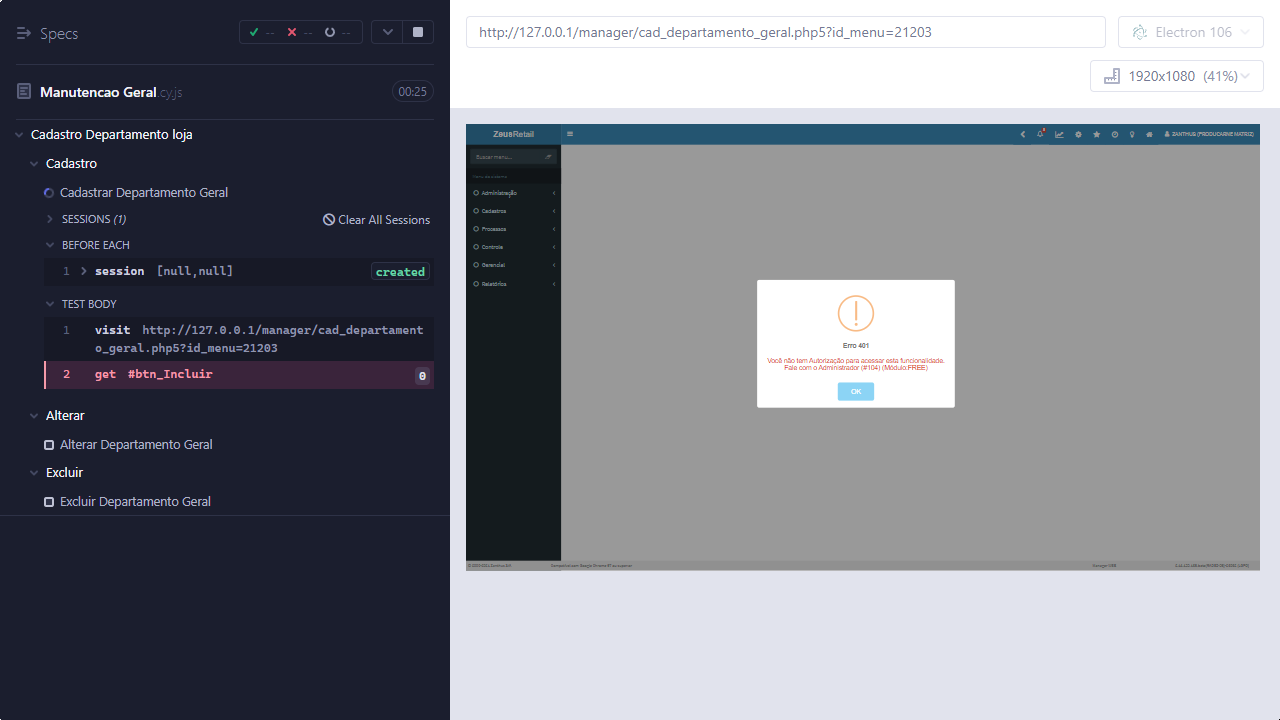 Specs
-- -- --
Manutencao Geral.cy.js
00:25
Cadastro Departamento loja
Cadastro
Cadastrar Departamento Geral
SESSIONS (1)
Clear All Sessions
BEFORE EACH
1 session [null,null] created
TEST BODY
1 visit http://127.0.0.1/manager/cad_departament
o_geral.php5?id_menu=21203
2 get #btn_Incluir 0
Alterar
Alterar Departamento Geral
Excluir
Excluir Departamento Geral
http://127.0.0.1/manager/cad_departamento_geral.php5?id_menu=21203
Electron 106
1920x1080 (41%)
ZeusRetail
ZANTHUS (PRODUCARNE MATRIZ)
Buscar menu...
Administração
Cadastros
Processos
Controle
Gerencial
Relatórios
Erro 401
Você não tem Autorização para acessar esta funcionalidade.
Fale com o Administrador (#104) (Módulo:FREE)
OK